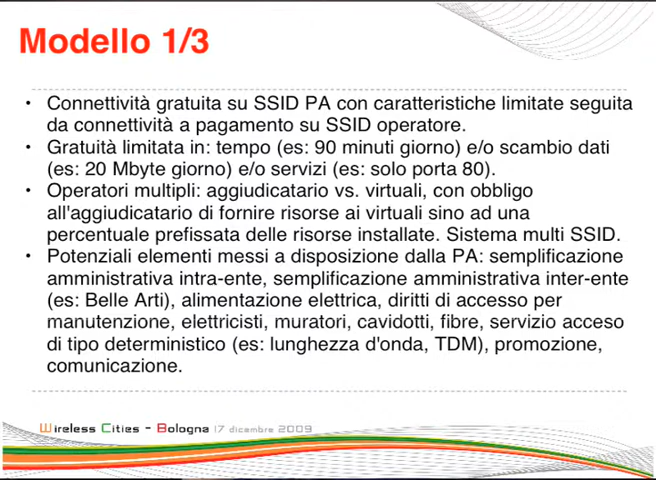 Modello 1/3
• Connettività gratuita su SSID PA con caratteristiche limitate seguita
da connettività a pagamento su SSID operatore.
• Gratuità limitata in: tempo (es: 90 minuti giorno) e/o scambio dati
(es: 20 Mbyte giorno) e/o servizi (es: solo porta 80).
• Operatori multipli: aggiudicatario vs. virtuali, con obbligo
all'aggiudicatario di fornire risorse ai virtuali sino ad una
percentuale prefissata delle risorse installate. Sistema multi SSID.
• Potenziali elementi messi a disposizione dalla PA: semplificazione
amministrativa intra-ente, semplificazione amministrativa inter-ente
(es: Belle Arti), alimentazione elettrica, diritti di accesso per
manutenzione, elettricisti, muratori, cavidotti, fibre, servizio acceso
di tipo deterministico (es: lunghezza d'onda, TDM), promozione,
comunicazione.
Wireless Cities - Bologna 17 dicembre 2009